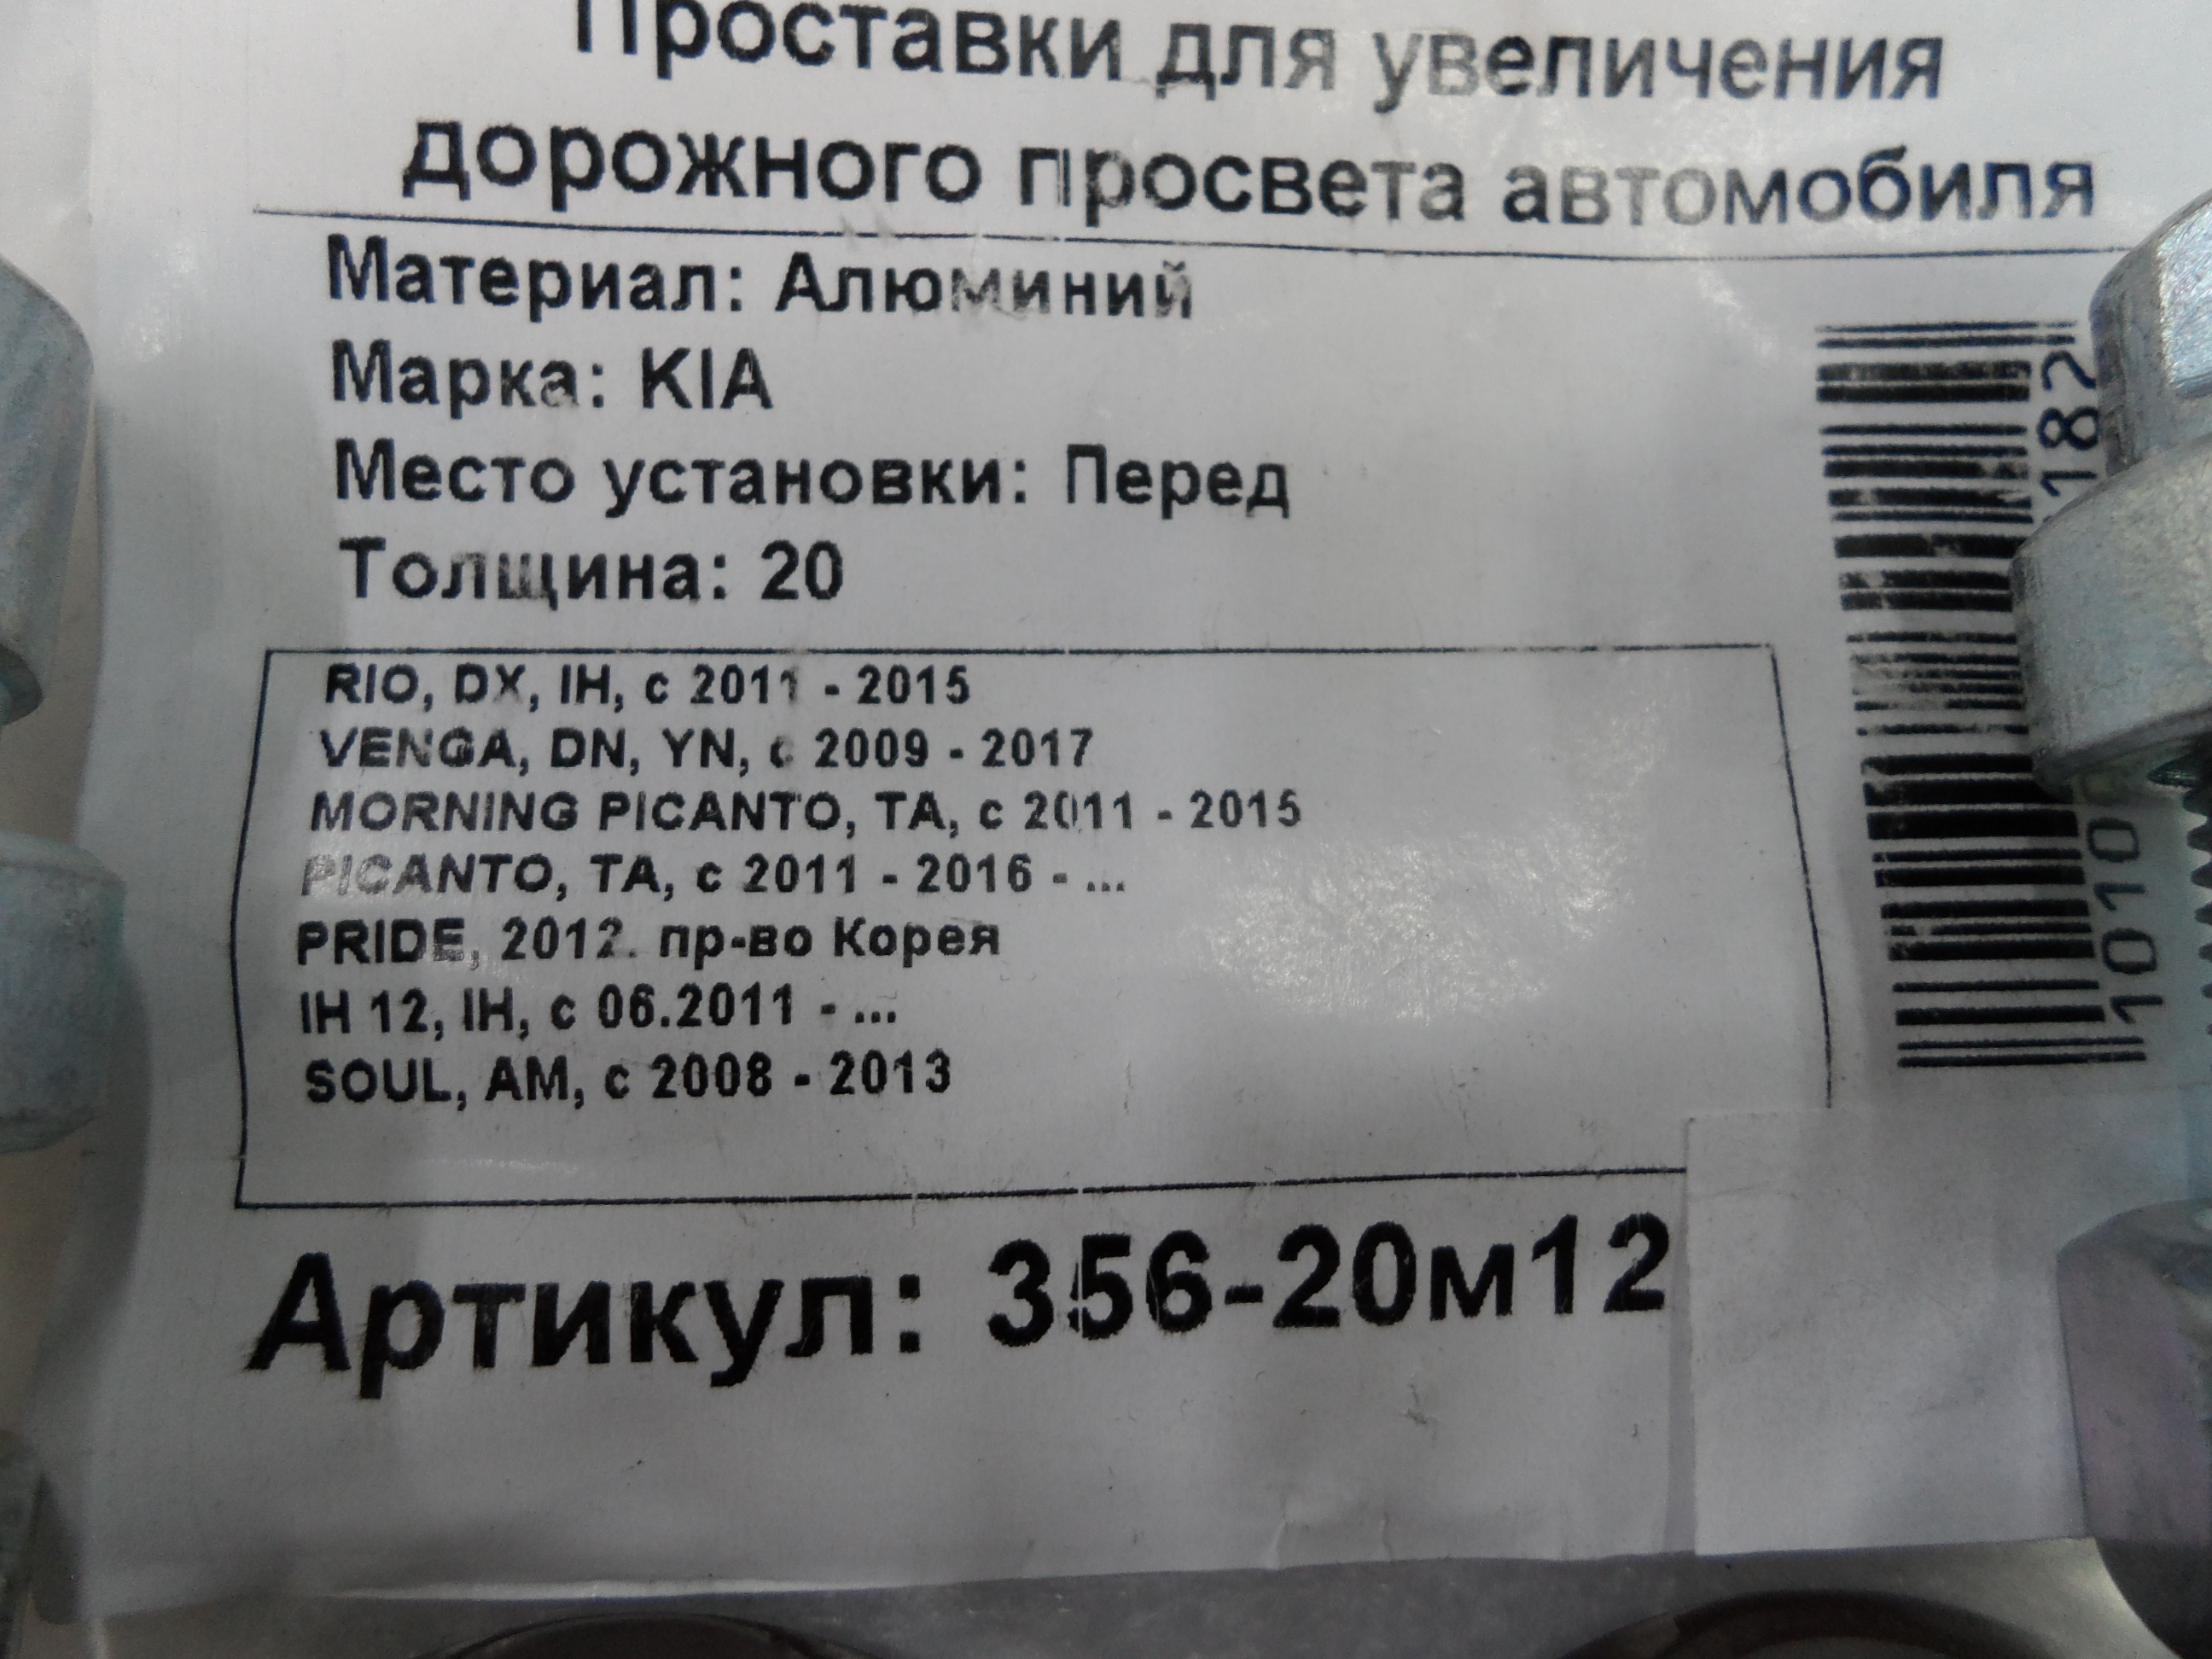 Проставки для увеличения
дорожного просвета автомобиля
Материал: Алюминий
Марка: KIA
Место установки: Перед
Толщина: 20
RIO, DX, IH, с 2011 - 2015
VENGA, DN, YN, с 2009 - 2017
MORNING PICANTO, TA, с 2011 - 2015
PICANTO, TA, с 2011 - 2016 - ...
PRIDE, 2012. пр-во Корея
IH 12, IH, с 06.2011 - ...
SOUL, AM, с 2008 - 2013
Артикул: 356-20м12